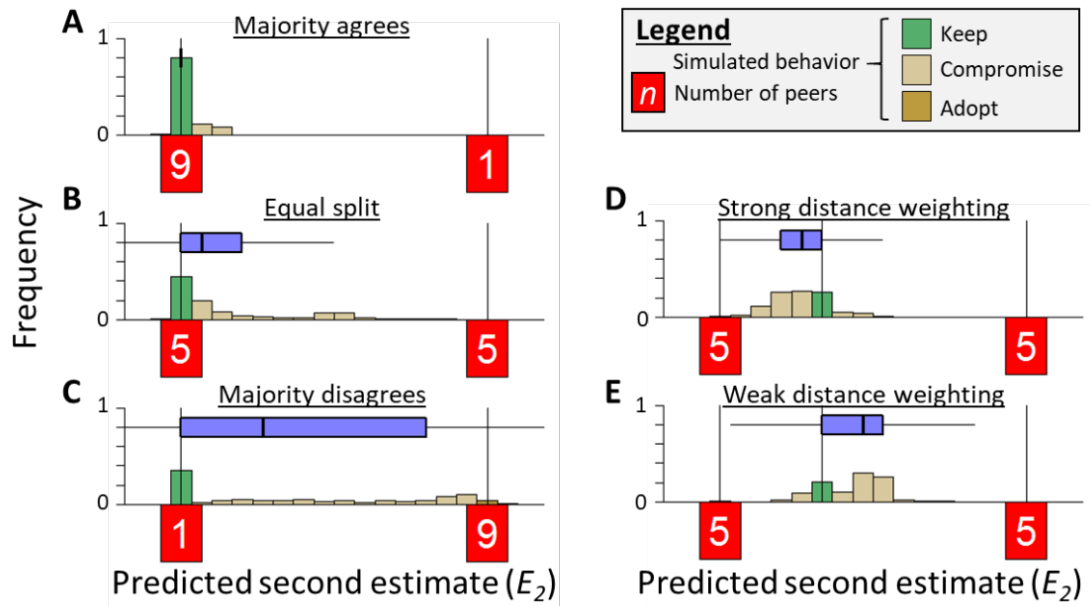 A
Majority agrees
1
0
9
1
B
Equal split
1
0
5
5
C
Majority disagrees
1
0
1
9
Frequency
Predicted second estimate (E2)
Legend
Simulated behavior
n Number of peers
Keep
Compromise
Adopt
D
Strong distance weighting
1
0
5
5
E
Weak distance weighting
1
0
5
5
Predicted second estimate (E2)